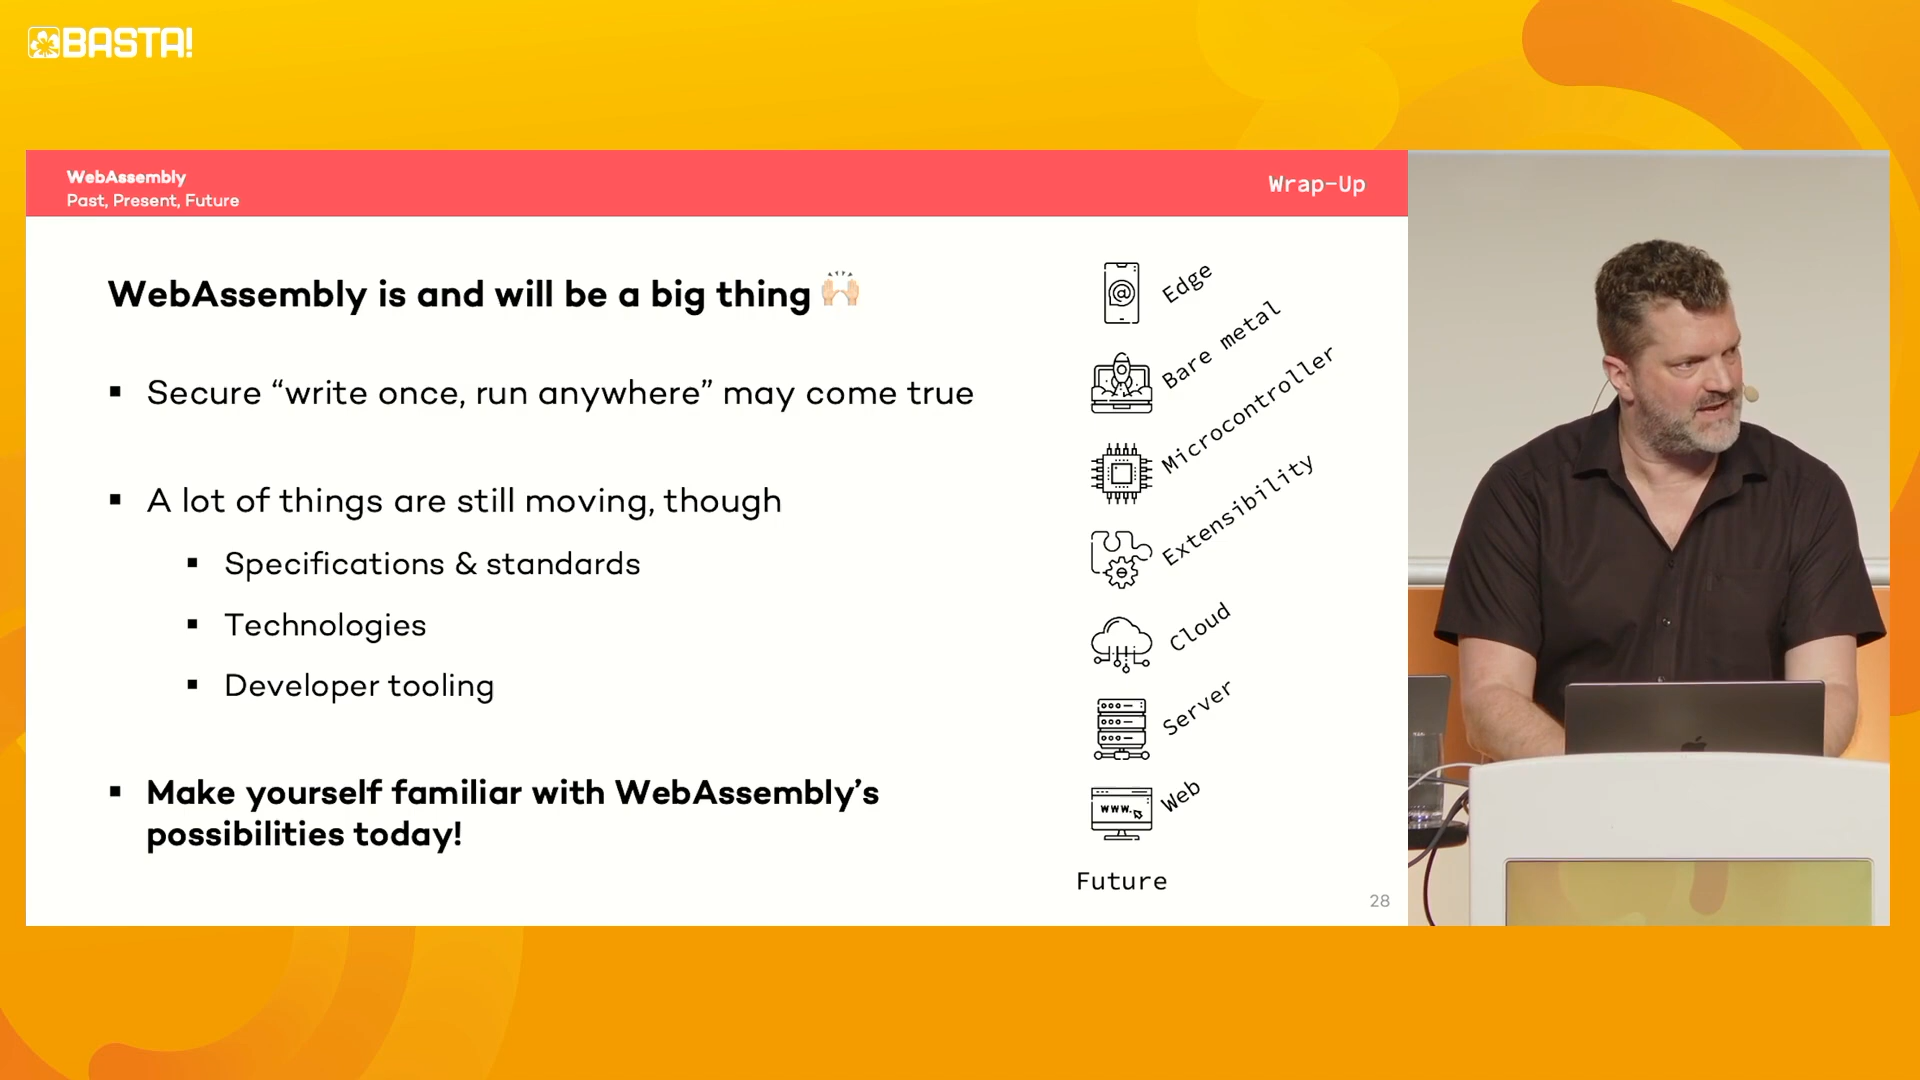 BASTA!
WebAssembly
Past, Present, Future
Wrap-Up
WebAssembly is and will be a big thing 🙌🏻
▪ Secure “write once, run anywhere” may come true
▪ A lot of things are still moving, though
▪ Specifications & standards
▪ Technologies
▪ Developer tooling
▪ Make yourself familiar with WebAssembly’s
possibilities today!
Edge
Bare metal
Microcontroller
Extensibility
Cloud
Server
www.
Web
Future
28